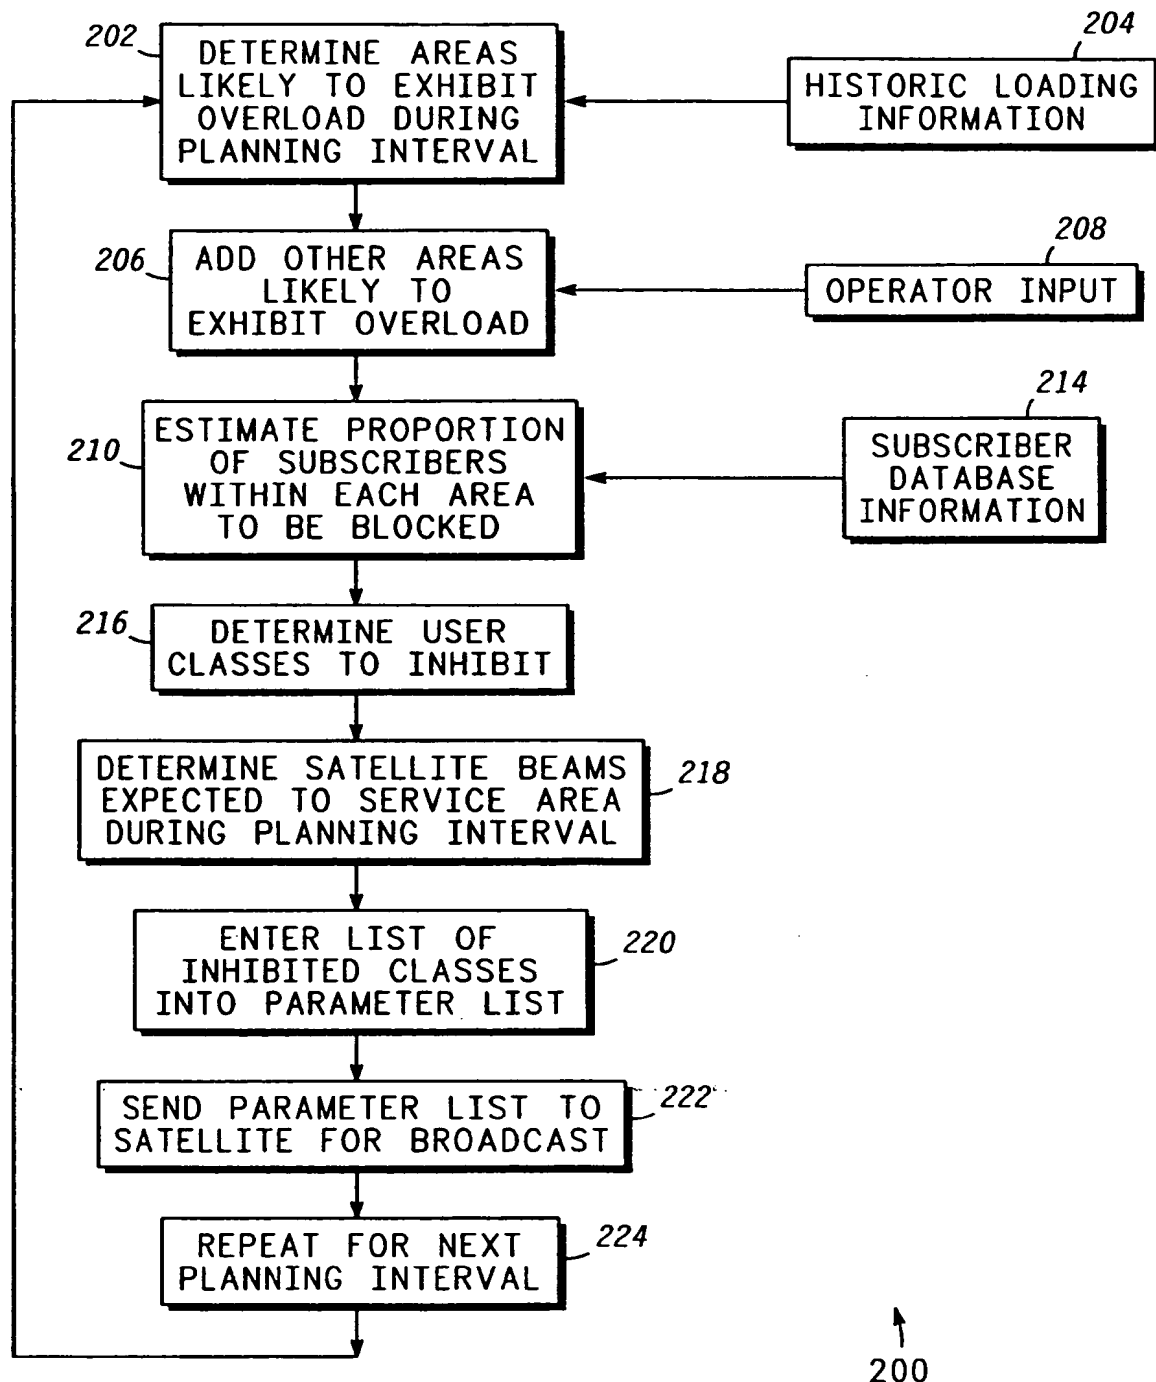 202
DETERMINE AREAS
LIKELY TO EXHIBIT
OVERLOAD DURING
PLANNING INTERVAL
204
HISTORIC LOADING
INFORMATION
206
ADD OTHER AREAS
LIKELY TO
EXHIBIT OVERLOAD
208
OPERATOR INPUT
210
ESTIMATE PROPORTION
OF SUBSCRIBERS
WITHIN EACH AREA
TO BE BLOCKED
214
SUBSCRIBER
DATABASE
INFORMATION
216
DETERMINE USER
CLASSES TO INHIBIT
DETERMINE SATELLITE BEAMS
EXPECTED TO SERVICE AREA
DURING PLANNING INTERVAL
218
ENTER LIST OF
INHIBITED CLASSES
INTO PARAMETER LIST
220
SEND PARAMETER LIST TO
SATELLITE FOR BROADCAST
222
REPEAT FOR NEXT
PLANNING INTERVAL
224
200